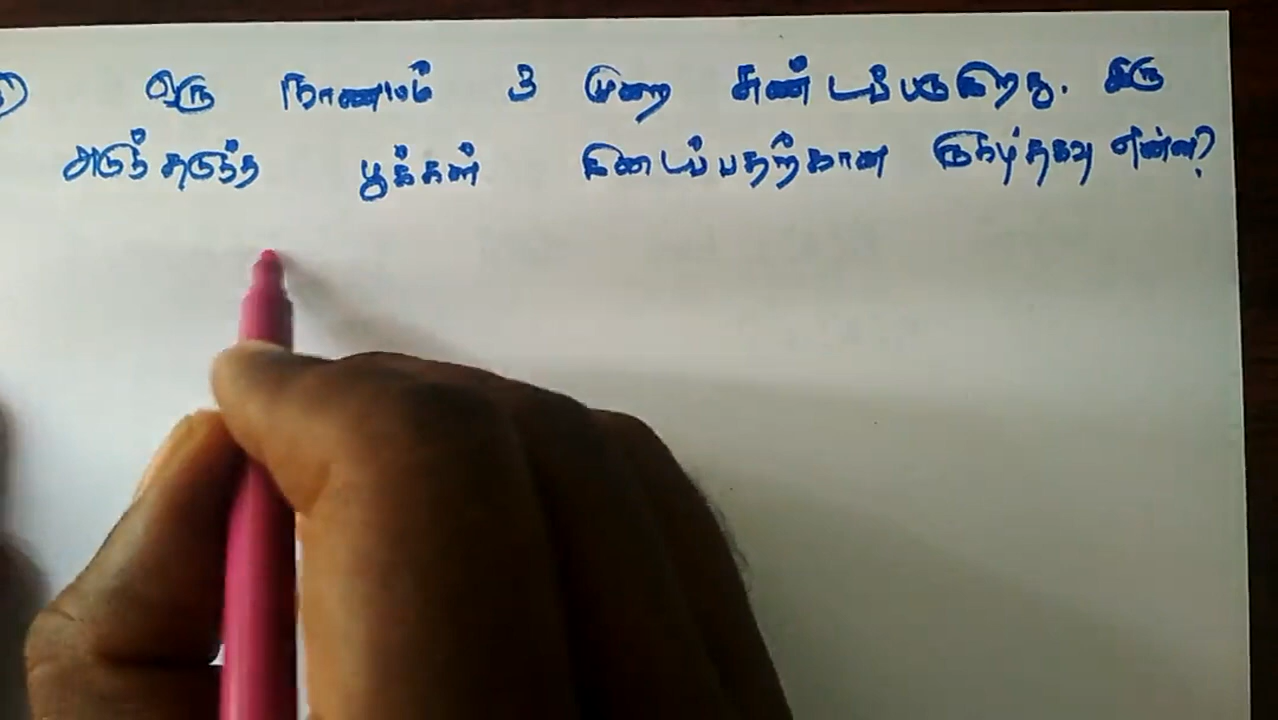 ஒரு நாணயம் 3 முறை சுண்டப்படுகிறது. இரு
அடுத்தடுத்த பூக்கள் கிடைப்பதற்கான நிகழ்தகவு என்ன?